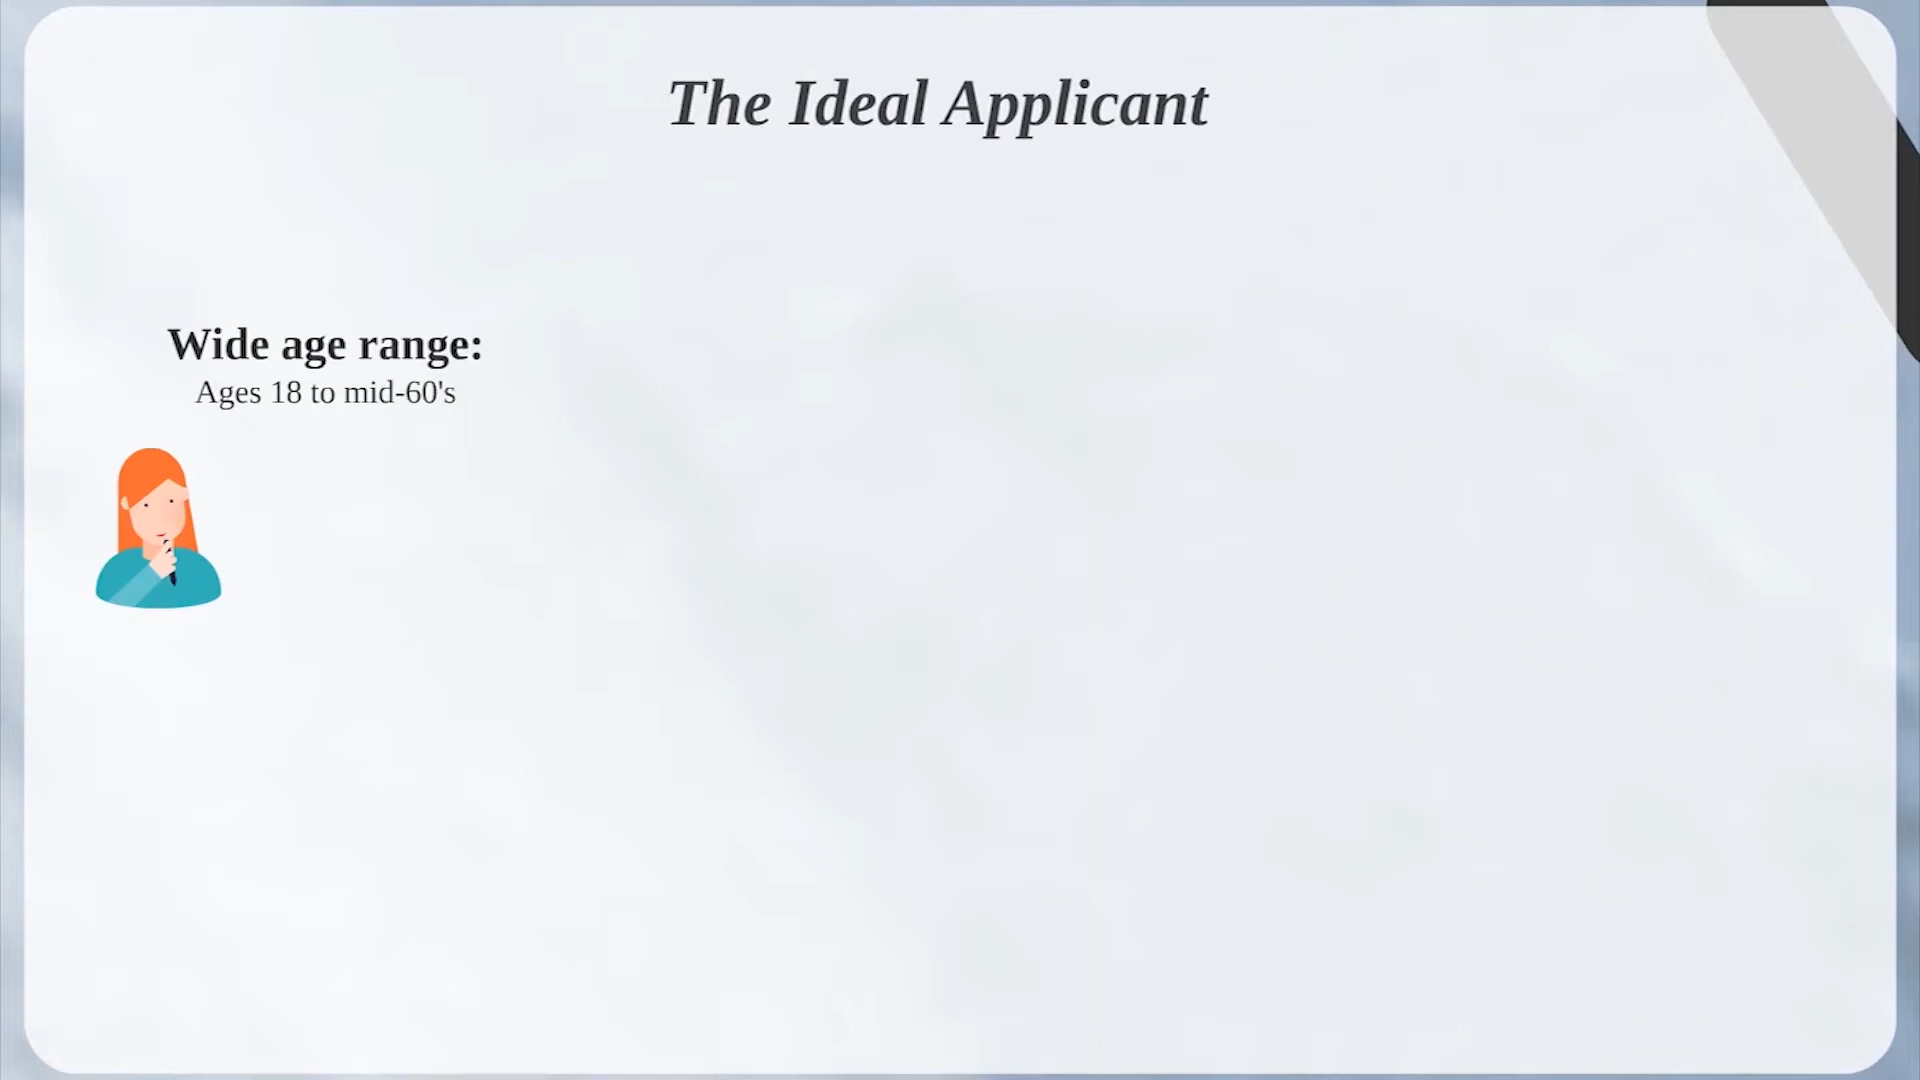 The Ideal Applicant
Wide age range:
Ages 18 to mid-60's